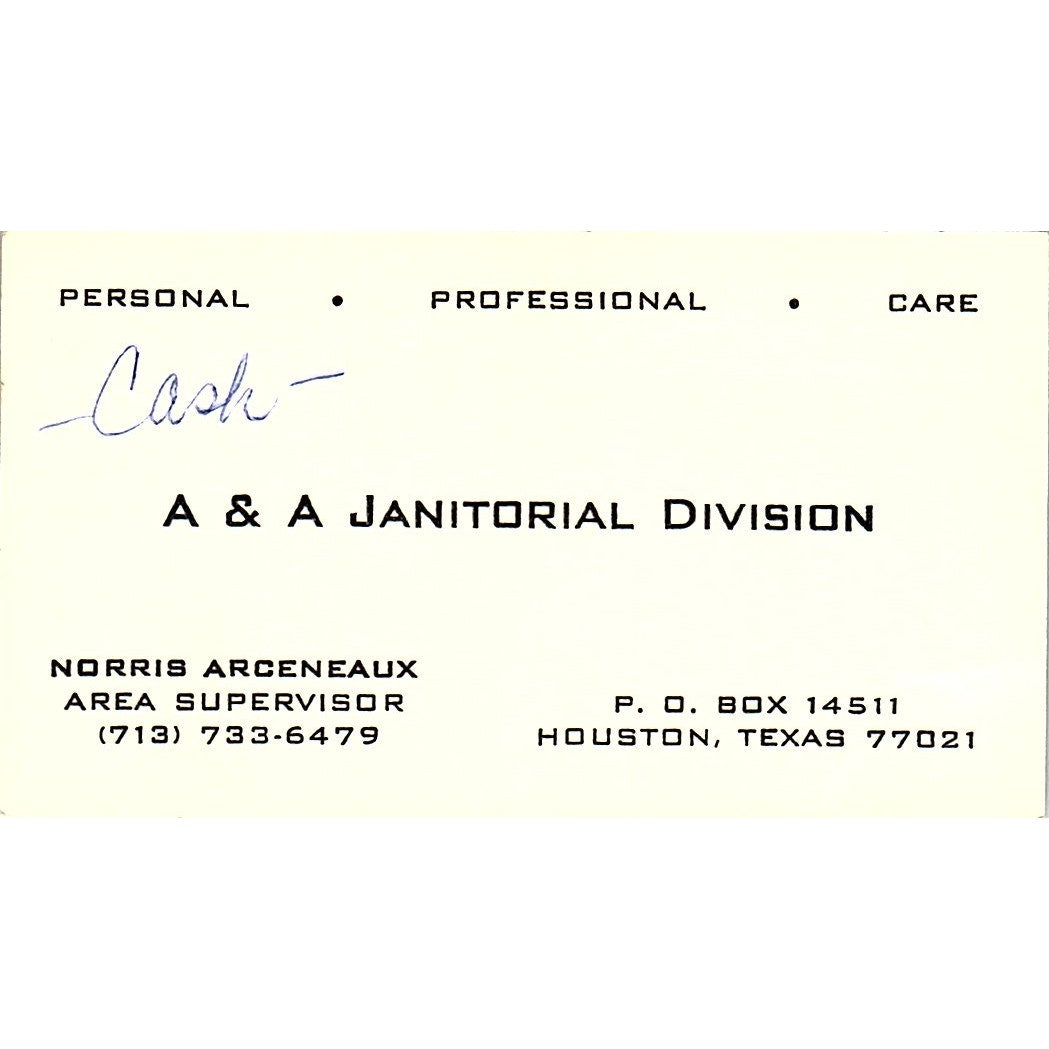 PERSONAL • PROFESSIONAL • CARE
- Cash -
A & A JANITORIAL DIVISION
NORRIS ARCENEAUX
AREA SUPERVISOR
(713) 733-6479
P. O. BOX 14511
HOUSTON, TEXAS 77021